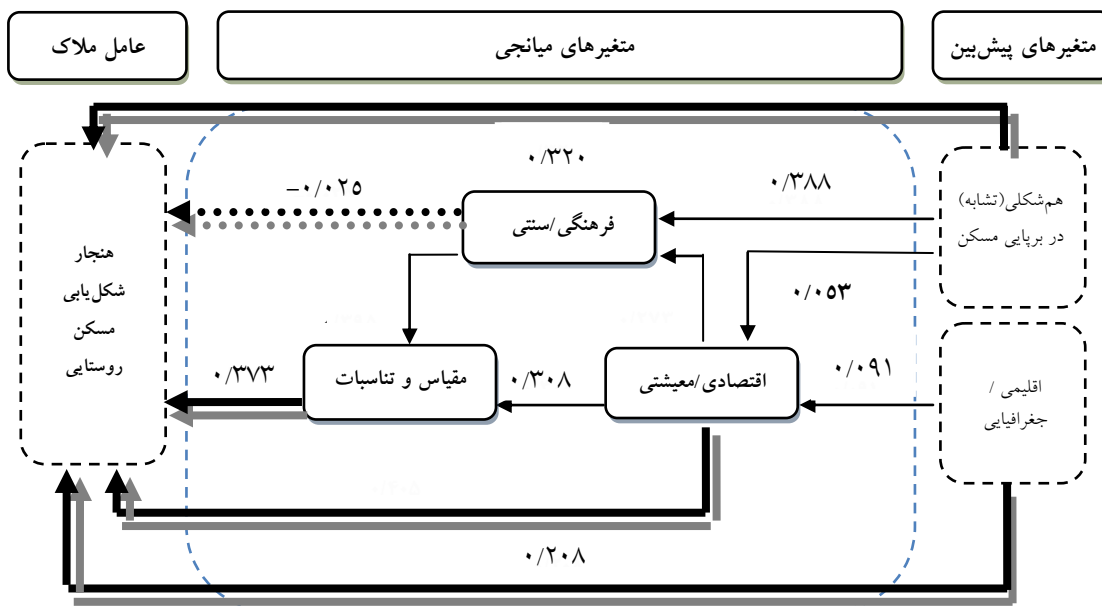 متغیرهای پیش‌بین
متغیرهای میانجی
عامل ملاک
۰/۳۲۰
۰/۳۸۸
-۰/۰۲۵
هم‌شکلی(تشابه)
در برپایی مسکن
فرهنگی/سنتی
هنجار
شکل‌یابی
مسکن
روستایی
۰/۰۵۳
۰/۰۹۱
اقتصادی/معیشتی
۰/۳۰۸
مقیاس و تناسبات
۰/۳۷۳
اقلیمی /
جغرافیایی
۰/۲۰۸